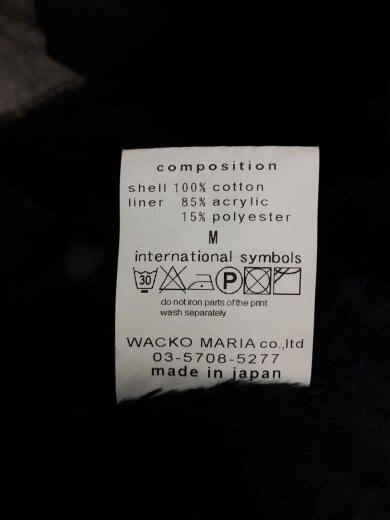 composition
shell 100% cotton
liner 85% acrylic
15% polyester
M
international symbols
30 P
do not iron parts of the print
wash separately
WACKO MARIA co.,ltd
03-5708-5277
made in japan